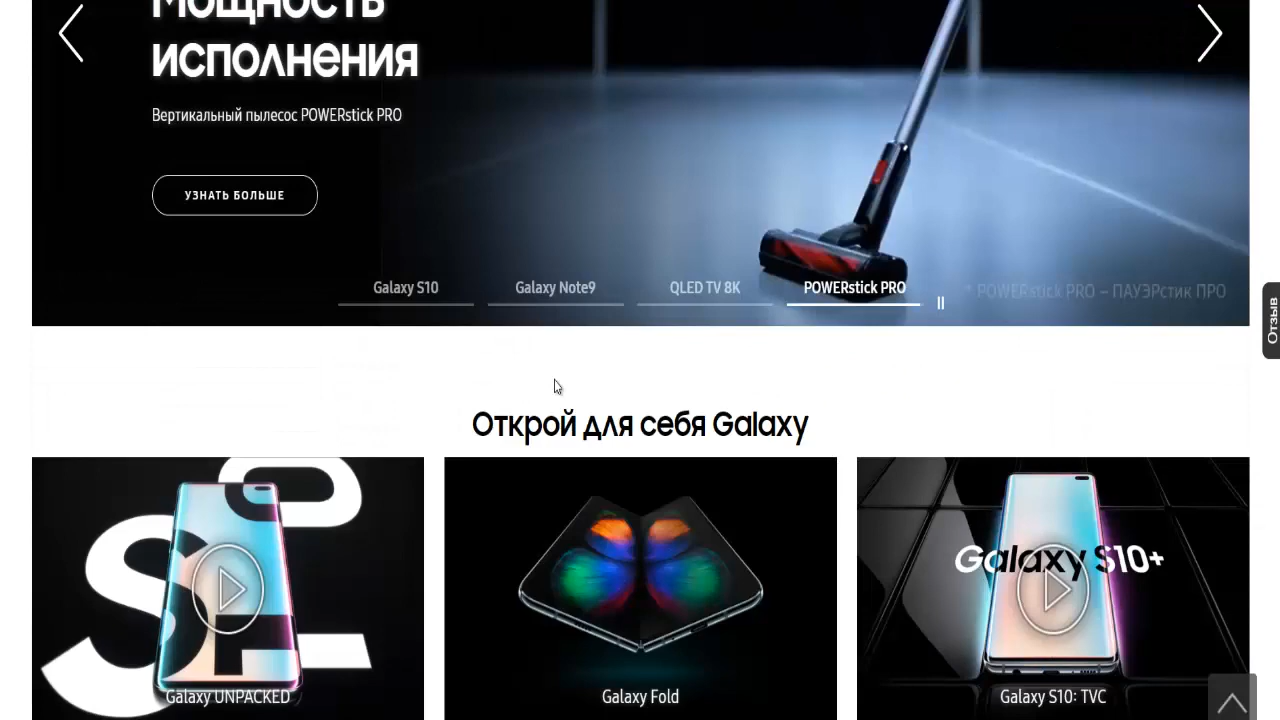 Мощность
исполнения
Вертикальный пылесос POWERstick PRO
УЗНАТЬ БОЛЬШЕ
Galaxy S10
Galaxy Note9
QLED TV 8K
POWERstick PRO
* POWERstick PRO – ПАУЭРстик ПРО
Отзыв
Открой для себя Galaxy
Galaxy S10+
Galaxy UNPACKED
Galaxy Fold
Galaxy S10: TVC